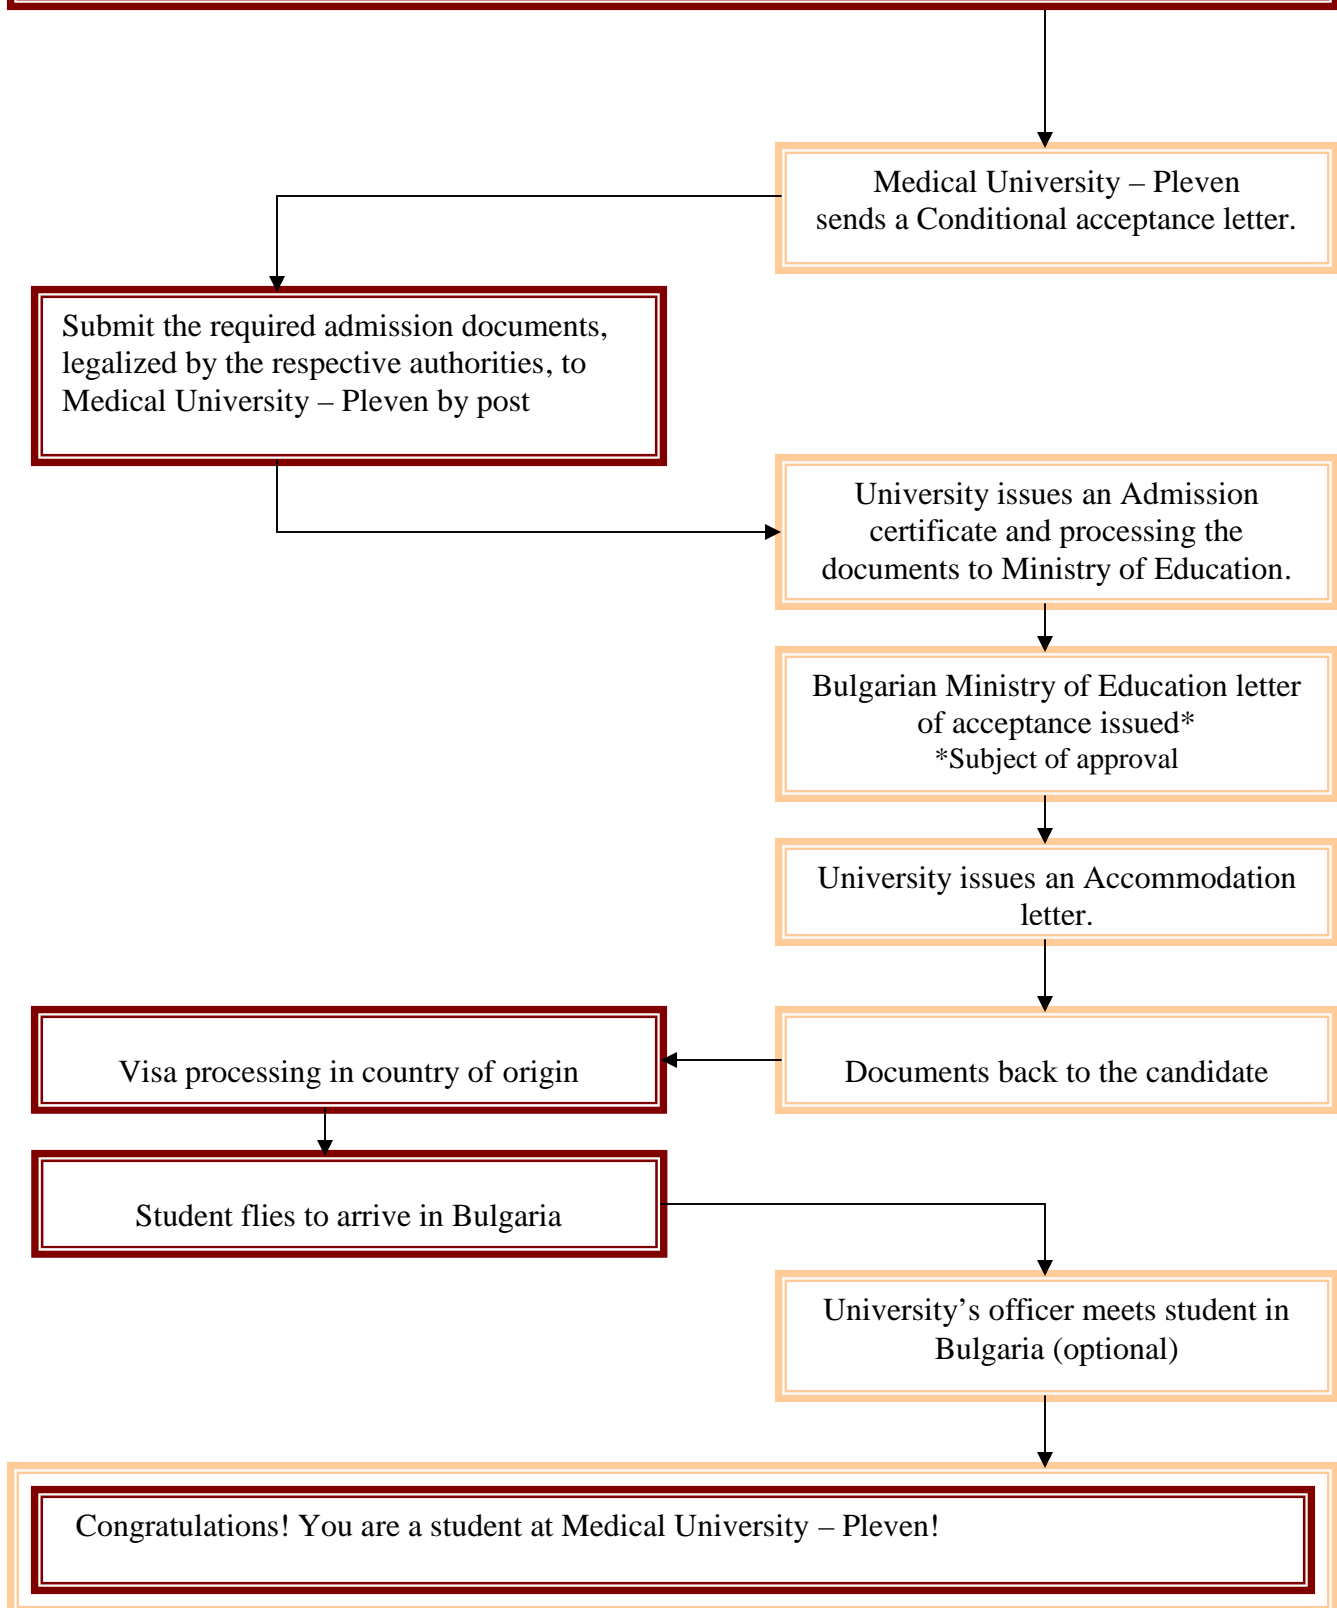 Medical University – Pleven
sends a Conditional acceptance letter.
Submit the required admission documents,
legalized by the respective authorities, to
Medical University – Pleven by post
University issues an Admission
certificate and processing the
documents to Ministry of Education.
Bulgarian Ministry of Education letter
of acceptance issued*
*Subject of approval
University issues an Accommodation
letter.
Documents back to the candidate
Visa processing in country of origin
Student flies to arrive in Bulgaria
University’s officer meets student in
Bulgaria (optional)
Congratulations! You are a student at Medical University – Pleven!